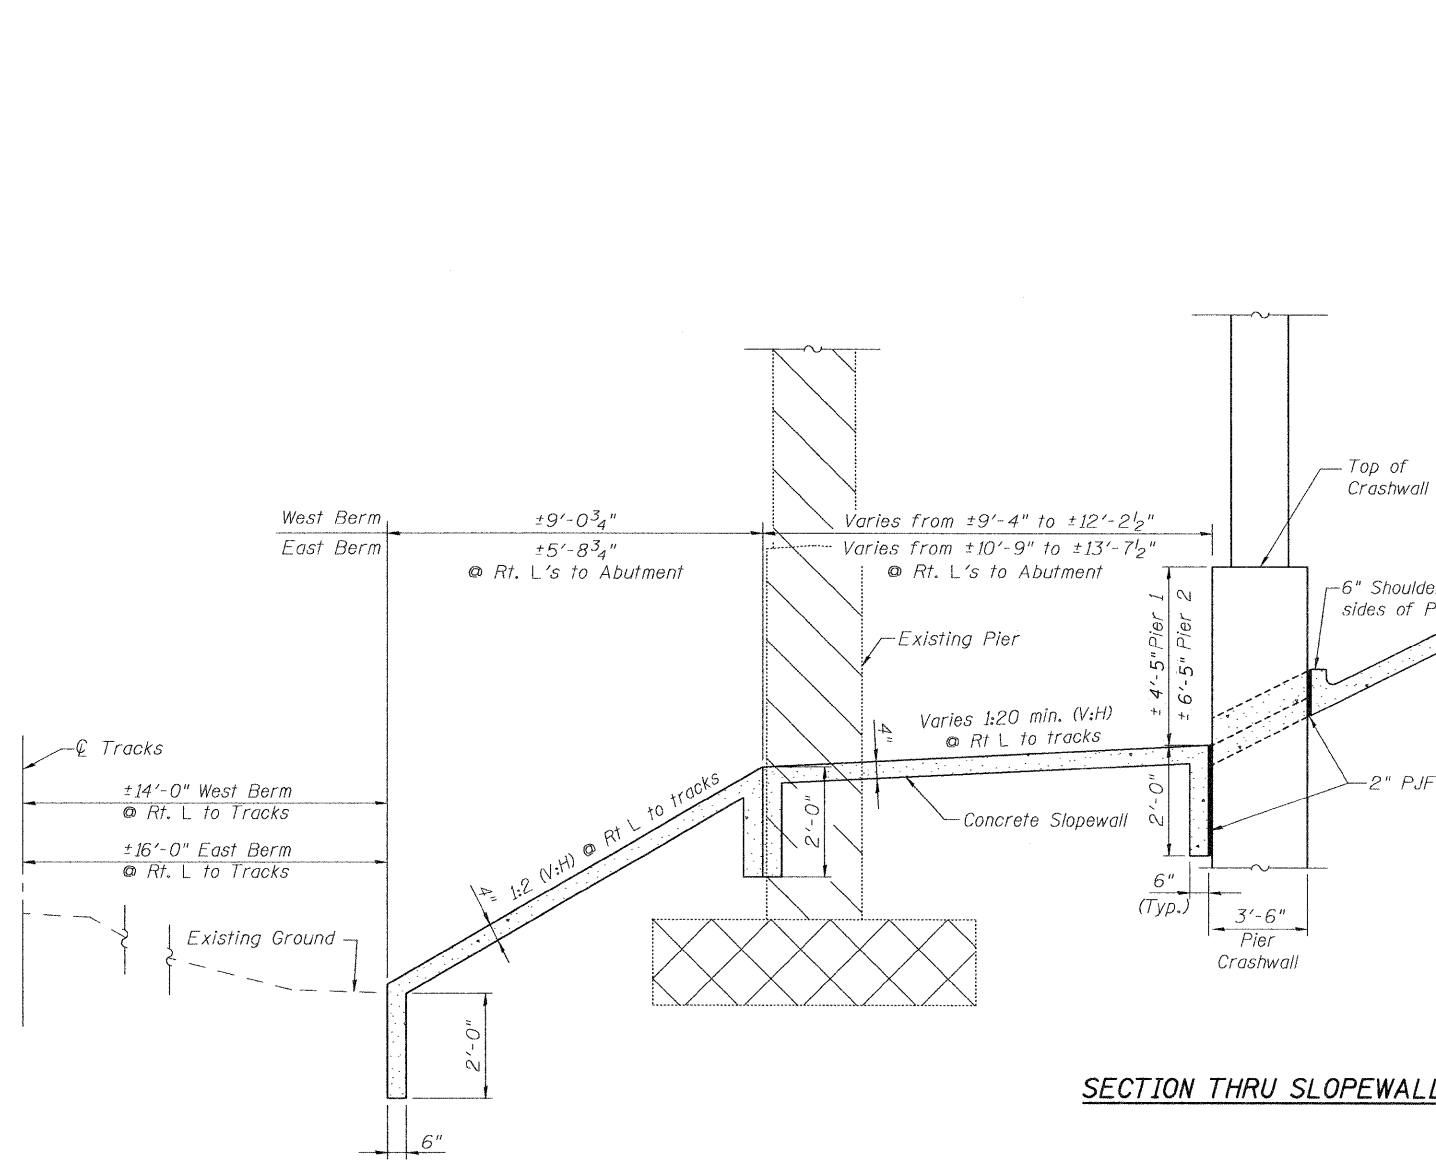 Top of
Crashwall
West Berm
±9'-0¾"
Varies from ±9'-4" to ±12'-2½"
East Berm
±5'-8¾"
Varies from ±10'-9" to ±13'-7½"
@ Rt. L's to Abutment
@ Rt. L's to Abutment
± 4'-5" Pier 1
± 6'-5" Pier 2
6" Shoulde
sides of P
Existing Pier
Varies 1:20 min. (V:H)
@ Rt L to tracks
4"
℄ Tracks
±14'-0" West Berm
@ Rt. L to Tracks
±16'-0" East Berm
@ Rt. L to Tracks
4"
1:2 (V:H) @ Rt L to tracks
2'-0"
Concrete Slopewall
2'-0"
2" PJF
6"
(Typ.)
3'-6"
Pier
Crashwall
Existing Ground
2'-0"
6"
SECTION THRU SLOPEWALL